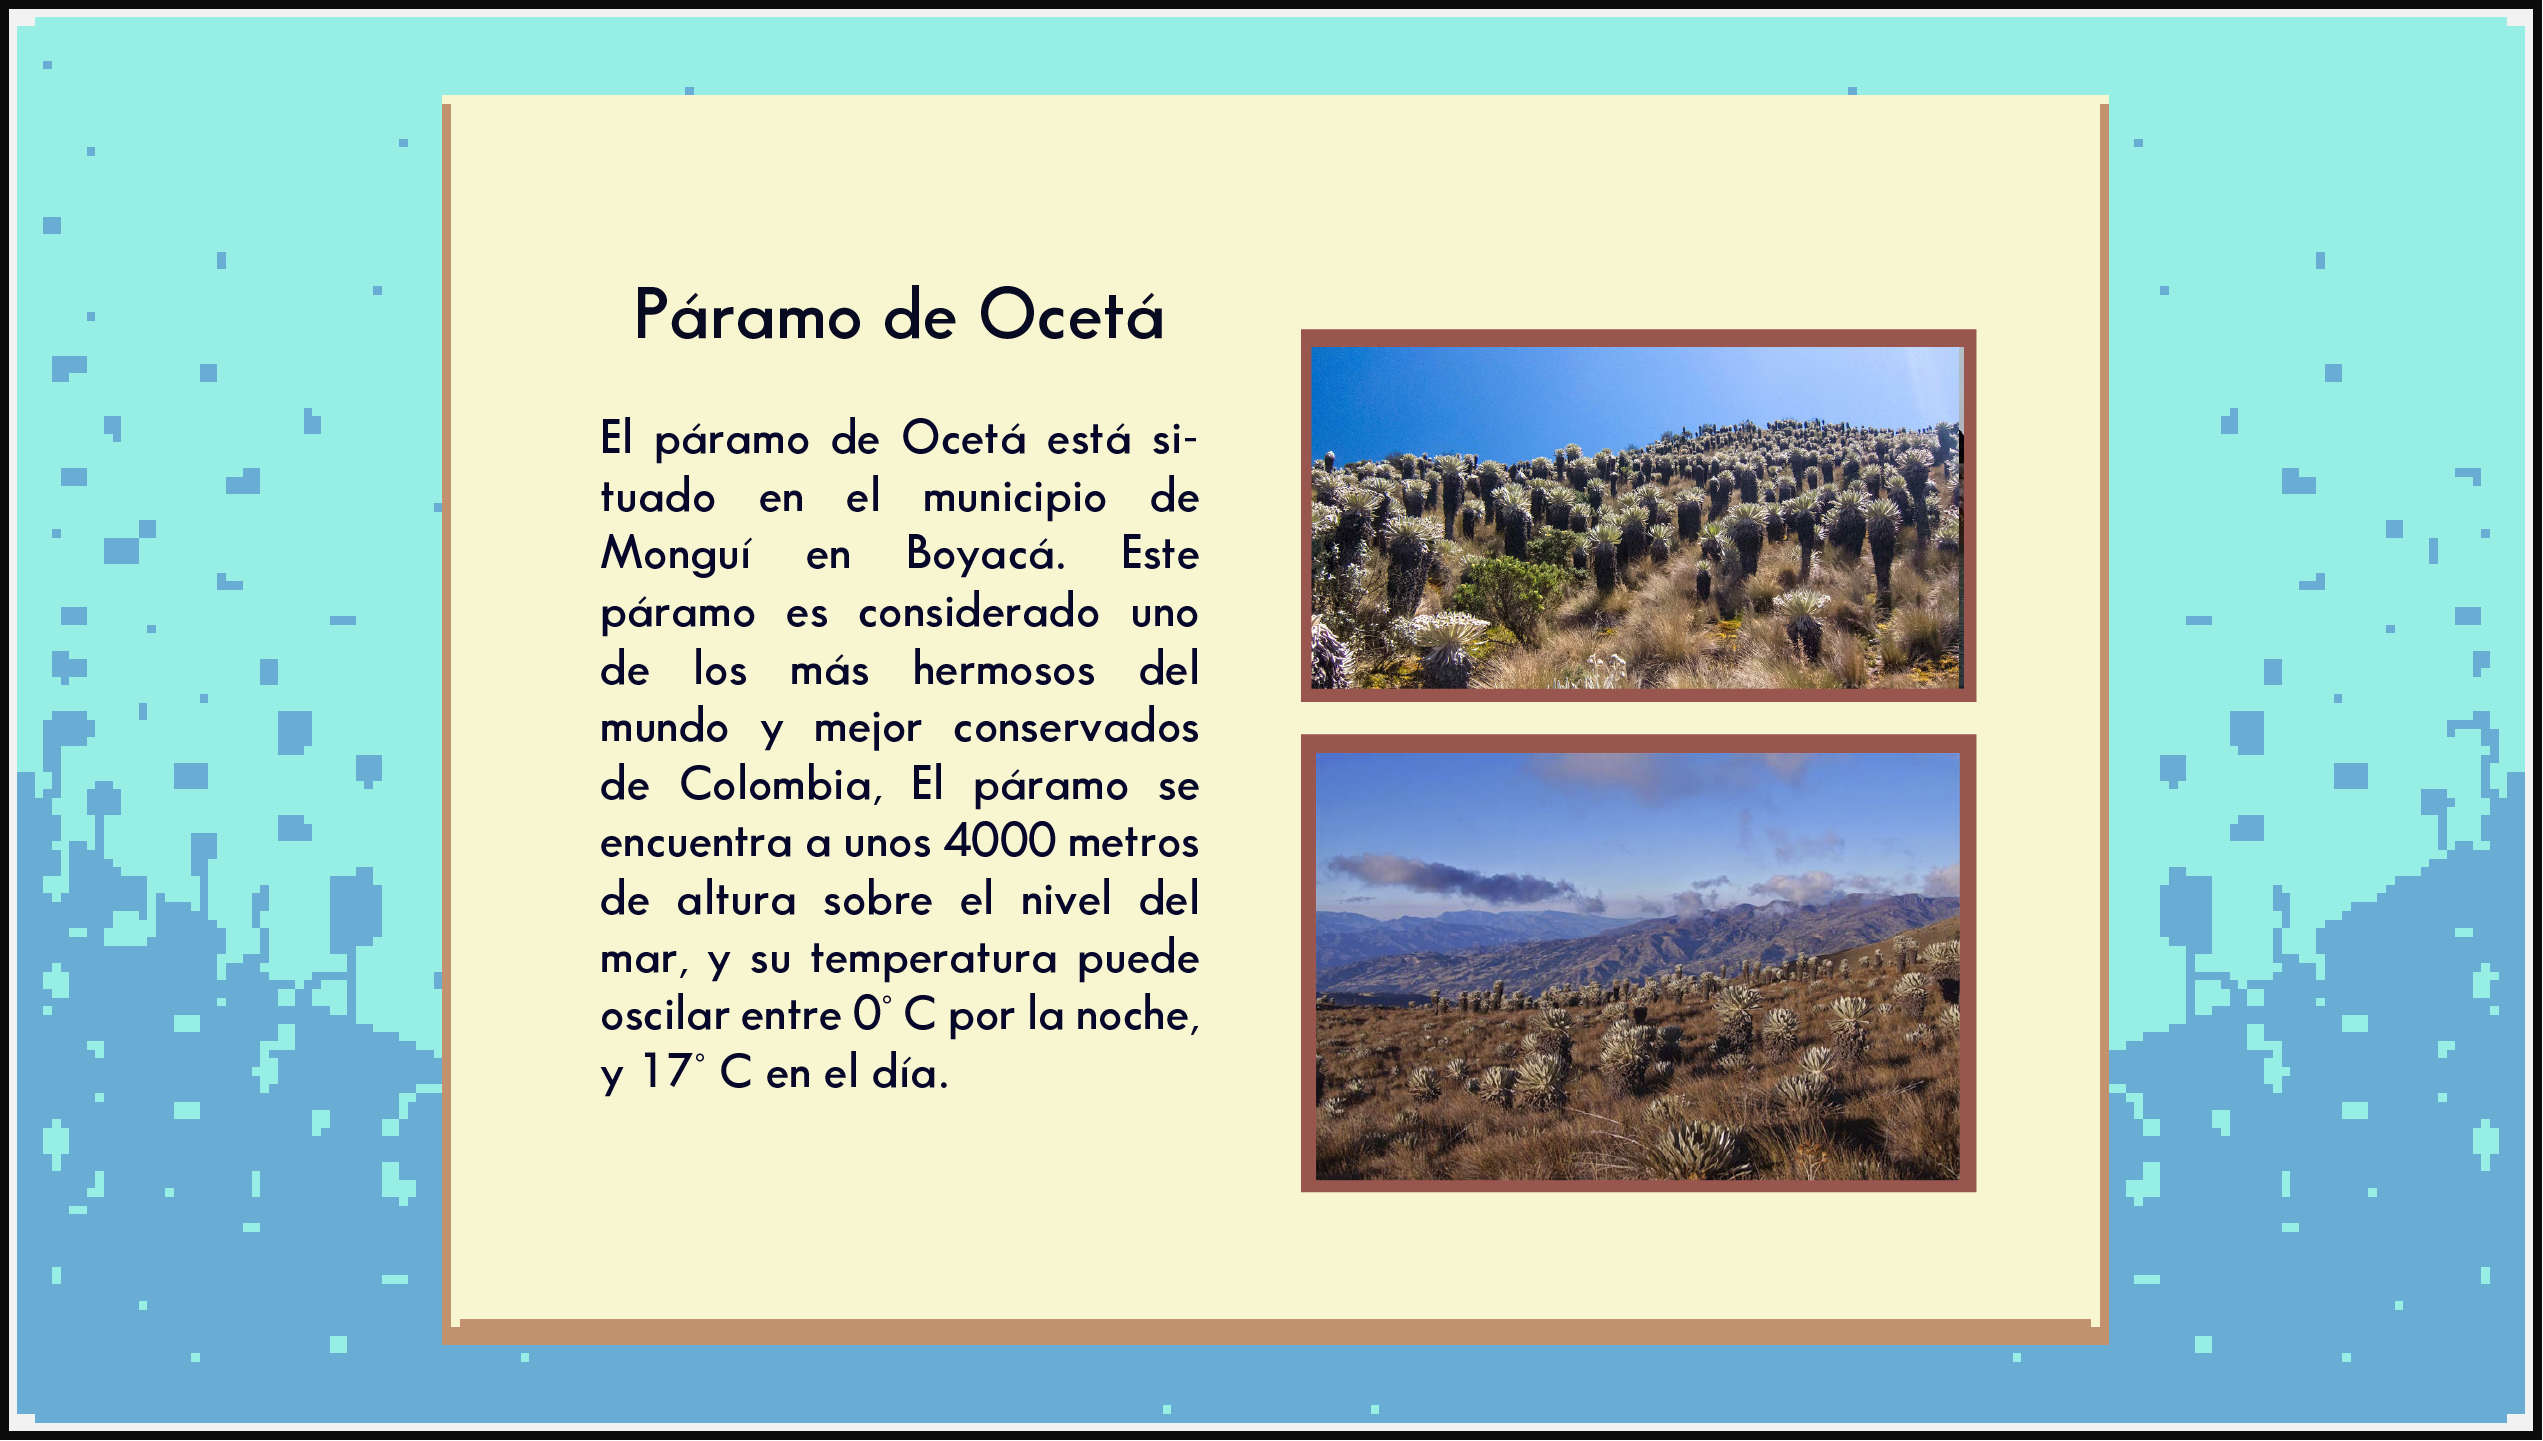 Páramo de Ocetá
El páramo de Ocetá está si-
tuado en el municipio de
Monguí en Boyacá. Este
páramo es considerado uno
de los más hermosos del
mundo y mejor conservados
de Colombia, El páramo se
encuentra a unos 4000 metros
de altura sobre el nivel del
mar, y su temperatura puede
oscilar entre 0° C por la noche,
y 17° C en el día.